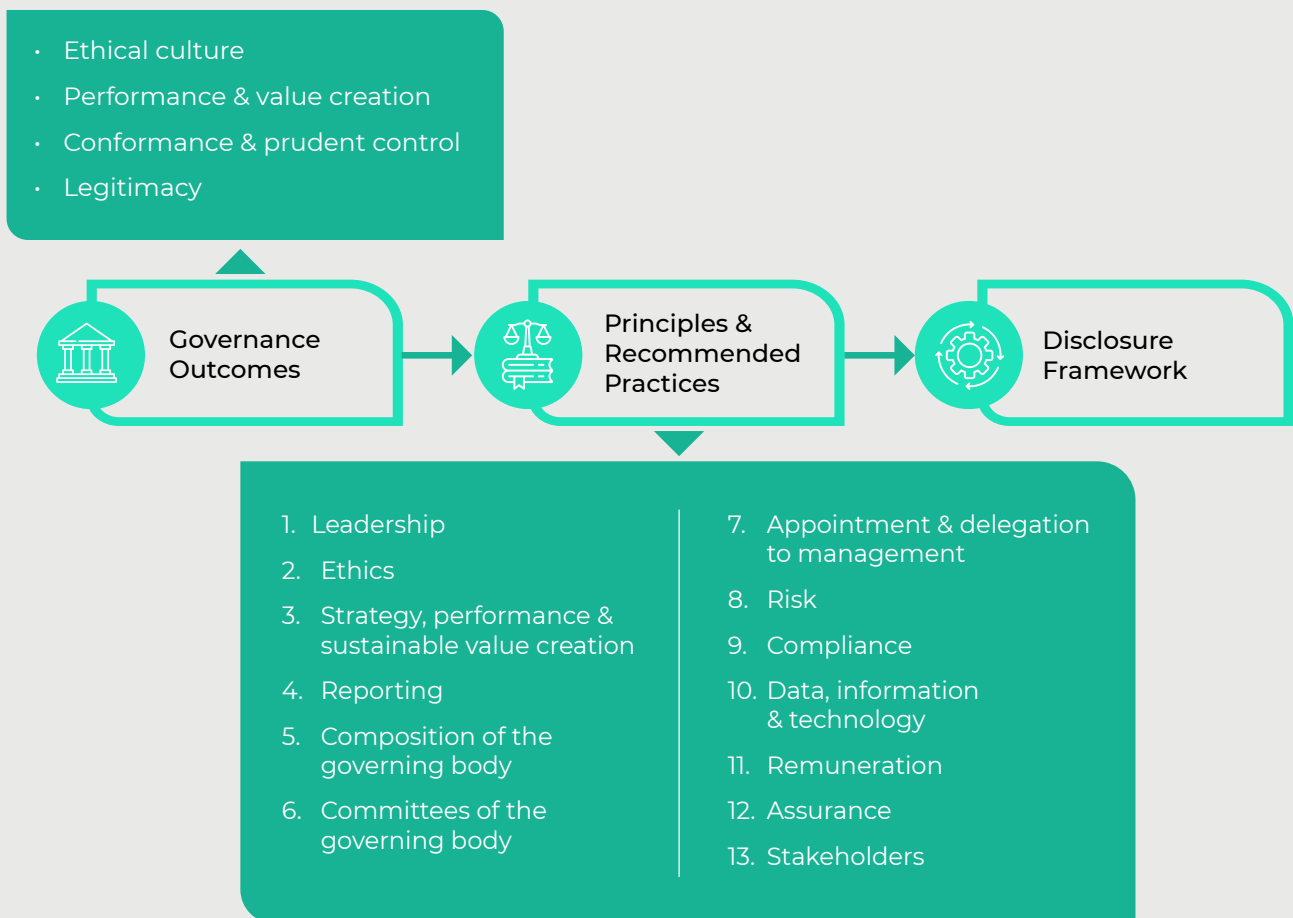 · Ethical culture
· Performance & value creation
· Conformance & prudent control
· Legitimacy
Governance
Outcomes
Principles &
Recommended
Practices
Disclosure
Framework
1. Leadership
2. Ethics
3. Strategy, performance &
sustainable value creation
4. Reporting
5. Composition of the
governing body
6. Committees of the
governing body
7. Appointment & delegation
to management
8. Risk
9. Compliance
10. Data, information
& technology
11. Remuneration
12. Assurance
13. Stakeholders